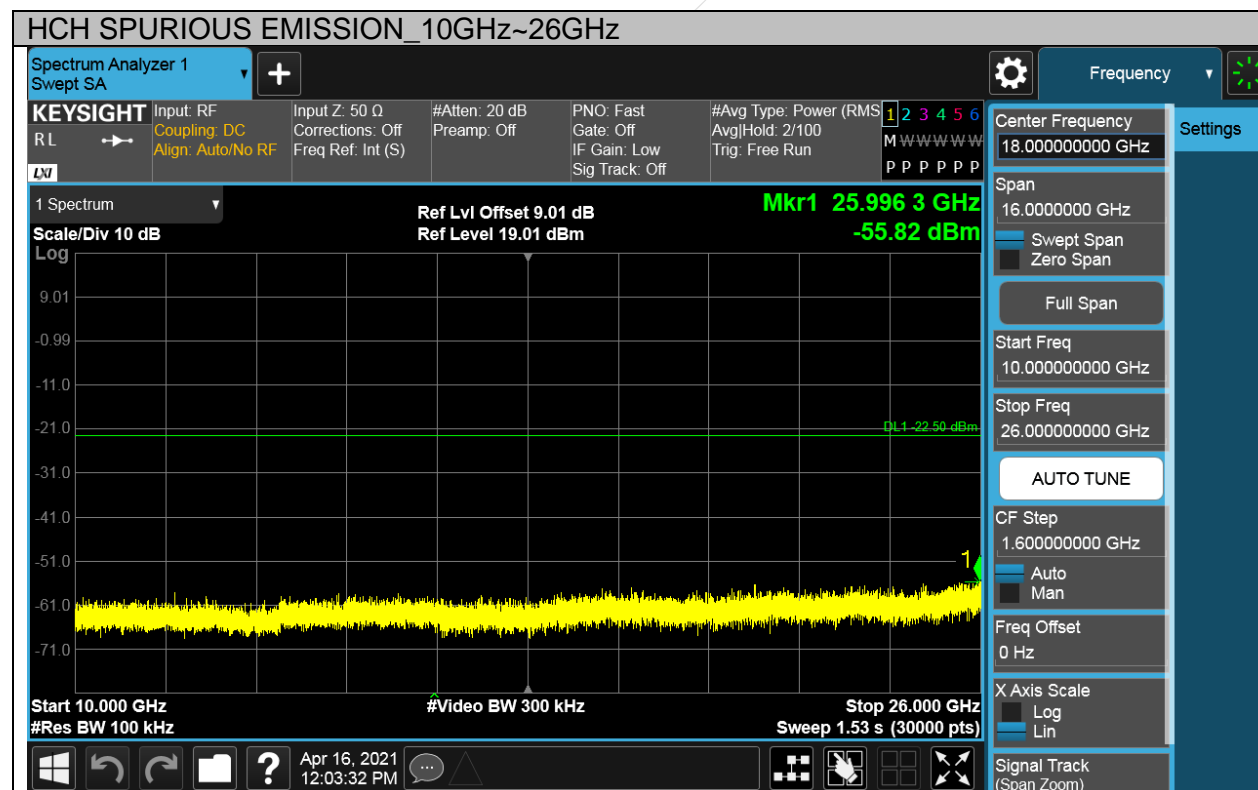 HCH SPURIOUS EMISSION_10GHz~26GHz
Spectrum Analyzer 1
Swept SA
+
Frequency
KEYSIGHT
R L
LXI
Input: RF
Coupling: DC
Align: Auto/No RF
Input Z: 50 Ω
Corrections: Off
Freq Ref: Int (S)
#Atten: 20 dB
Preamp: Off
PNO: Fast
Gate: Off
IF Gain: Low
Sig Track: Off
#Avg Type: Power (RMS
Avg|Hold: 2/100
Trig: Free Run
1 2 3 4 5 6
M W W W W W
P P P P P P
1 Spectrum
Scale/Div 10 dB
Log
Ref Lvl Offset 9.01 dB
Ref Level 19.01 dBm
Mkr1 25.996 3 GHz
-55.82 dBm
9.01
-0.99
-11.0
-21.0
DL1 -22.50 dBm
-31.0
-41.0
-51.0
1
-61.0
-71.0
Start 10.000 GHz
#Res BW 100 kHz
#Video BW 300 kHz
Stop 26.000 GHz
Sweep 1.53 s (30000 pts)
Center Frequency
18.000000000 GHz
Settings
Span
16.0000000 GHz
Swept Span
Zero Span
Full Span
Start Freq
10.000000000 GHz
Stop Freq
26.000000000 GHz
AUTO TUNE
CF Step
1.600000000 GHz
Auto
Man
Freq Offset
0 Hz
X Axis Scale
Log
Lin
Signal Track
(Span Zoom)
?
Apr 16, 2021
12:03:32 PM